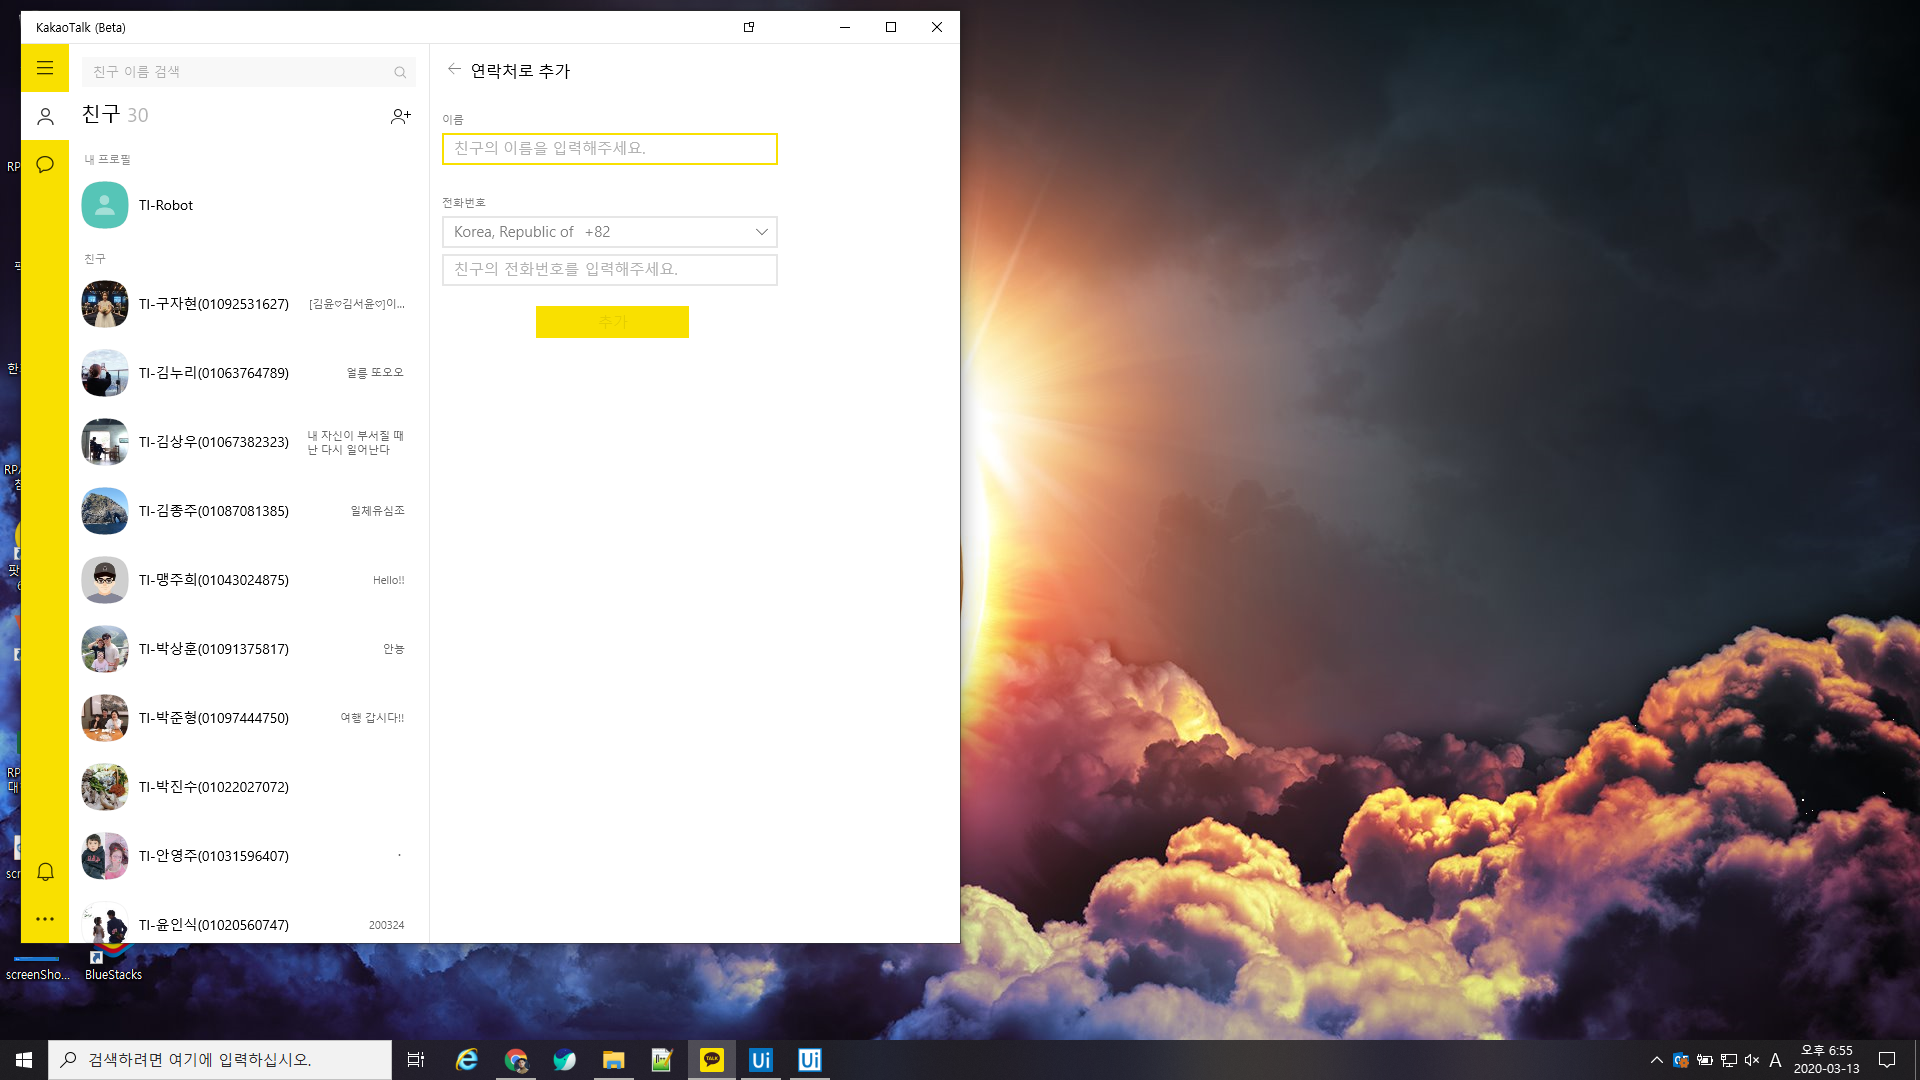 KakaoTalk (Beta)
친구 이름 검색
친구 30
내 프로필
TI-Robot
친구
TI-구자현(01092531627)
[김윤♡김서윤♡]이...
TI-김누리(01063764789)
얼릉 또오오
TI-김상우(01067382323)
내 자신이 부서질 때
난 다시 일어난다
TI-김종주(01087081385)
일체유심조
TI-맹주희(01043024875)
Hello!!
TI-박상훈(01091375817)
안뇽
TI-박준형(01097444750)
여행 갑시다!!
TI-박진수(01022027072)
TI-안영주(01031596407)
.
TI-윤인식(01020560747)
200324
연락처로 추가
이름
친구의 이름을 입력해주세요.
전화번호
Korea, Republic of +82
친구의 전화번호를 입력해주세요.
추가
screenSho...
BlueStacks
검색하려면 여기에 입력하십시오.
TALK
Ui
Ui
A
오후 6:55
2020-03-13